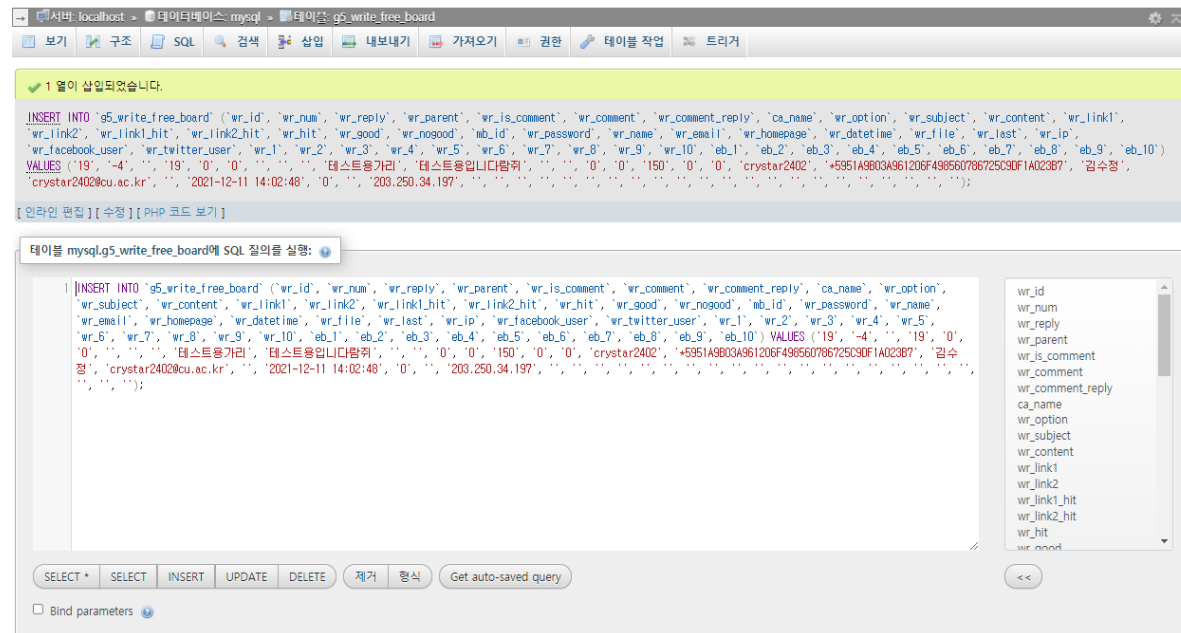 서버: localhost » 데이터베이스: mysql » 테이블: g5_write_free_board
보기 구조 SQL 검색 삽입 내보내기 가져오기 권한 테이블 작업 트리거
1 열이 삽입되었습니다.
INSERT INTO `g5_write_free_board` (`wr_id`, `wr_num`, `wr_reply`, `wr_parent`, `wr_is_comment`, `wr_comment`, `wr_comment_reply`, `ca_name`, `wr_option`, `wr_subject`, `wr_content`, `wr_link1`,
`wr_link2`, `wr_link1_hit`, `wr_link2_hit`, `wr_hit`, `wr_good`, `wr_nogood`, `mb_id`, `wr_password`, `wr_name`, `wr_email`, `wr_homepage`, `wr_datetime`, `wr_file`, `wr_last`, `wr_ip`,
`wr_facebook_user`, `wr_twitter_user`, `wr_1`, `wr_2`, `wr_3`, `wr_4`, `wr_5`, `wr_6`, `wr_7`, `wr_8`, `wr_9`, `wr_10`, `eb_1`, `eb_2`, `eb_3`, `eb_4`, `eb_5`, `eb_6`, `eb_7`, `eb_8`, `eb_9`, `eb_10`)
VALUES ('19', '-4', '', '19', '0', '0', '', '', '', '테스트용가리', '테스트용입니다람쥐', '', '', '0', '0', '150', '0', '0', 'crystar2402', '*5951A9B03A961206F498560786725C9DF1A023B7', '김수정',
'crystar2402@cu.ac.kr', '', '2021-12-11 14:02:48', '0', '', '203.250.34.197', '', '', '', '', '', '', '', '', '', '', '', '', '', '', '', '', '', '', '', '', '', '');
[ 인라인 편집 ] [ 수정 ] [ PHP 코드 보기 ]
테이블 mysql.g5_write_free_board에 SQL 질의를 실행:
1 INSERT INTO `g5_write_free_board` (`wr_id`, `wr_num`, `wr_reply`, `wr_parent`, `wr_is_comment`, `wr_comment`, `wr_comment_reply`, `ca_name`, `wr_option`,
`wr_subject`, `wr_content`, `wr_link1`, `wr_link2`, `wr_link1_hit`, `wr_link2_hit`, `wr_hit`, `wr_good`, `wr_nogood`, `mb_id`, `wr_password`, `wr_name`,
`wr_email`, `wr_homepage`, `wr_datetime`, `wr_file`, `wr_last`, `wr_ip`, `wr_facebook_user`, `wr_twitter_user`, `wr_1`, `wr_2`, `wr_3`, `wr_4`, `wr_5`,
`wr_6`, `wr_7`, `wr_8`, `wr_9`, `wr_10`, `eb_1`, `eb_2`, `eb_3`, `eb_4`, `eb_5`, `eb_6`, `eb_7`, `eb_8`, `eb_9`, `eb_10`) VALUES ('19', '-4', '', '19', '0',
'0', '', '', '', '테스트용가리', '테스트용입니다람쥐', '', '', '0', '0', '150', '0', '0', 'crystar2402', '*5951A9B03A961206F498560786725C9DF1A023B7', '김수
정', 'crystar2402@cu.ac.kr', '', '2021-12-11 14:02:48', '0', '', '203.250.34.197', '', '', '', '', '', '', '', '', '', '', '', '', '', '', '', '', '', '', '',
'', '', '');
wr_id
wr_num
wr_reply
wr_parent
wr_is_comment
wr_comment
wr_comment_reply
ca_name
wr_option
wr_subject
wr_content
wr_link1
wr_link2
wr_link1_hit
wr_link2_hit
wr_hit
wr_good
SELECT * SELECT INSERT UPDATE DELETE 제거 형식 Get auto-saved query <<
Bind parameters